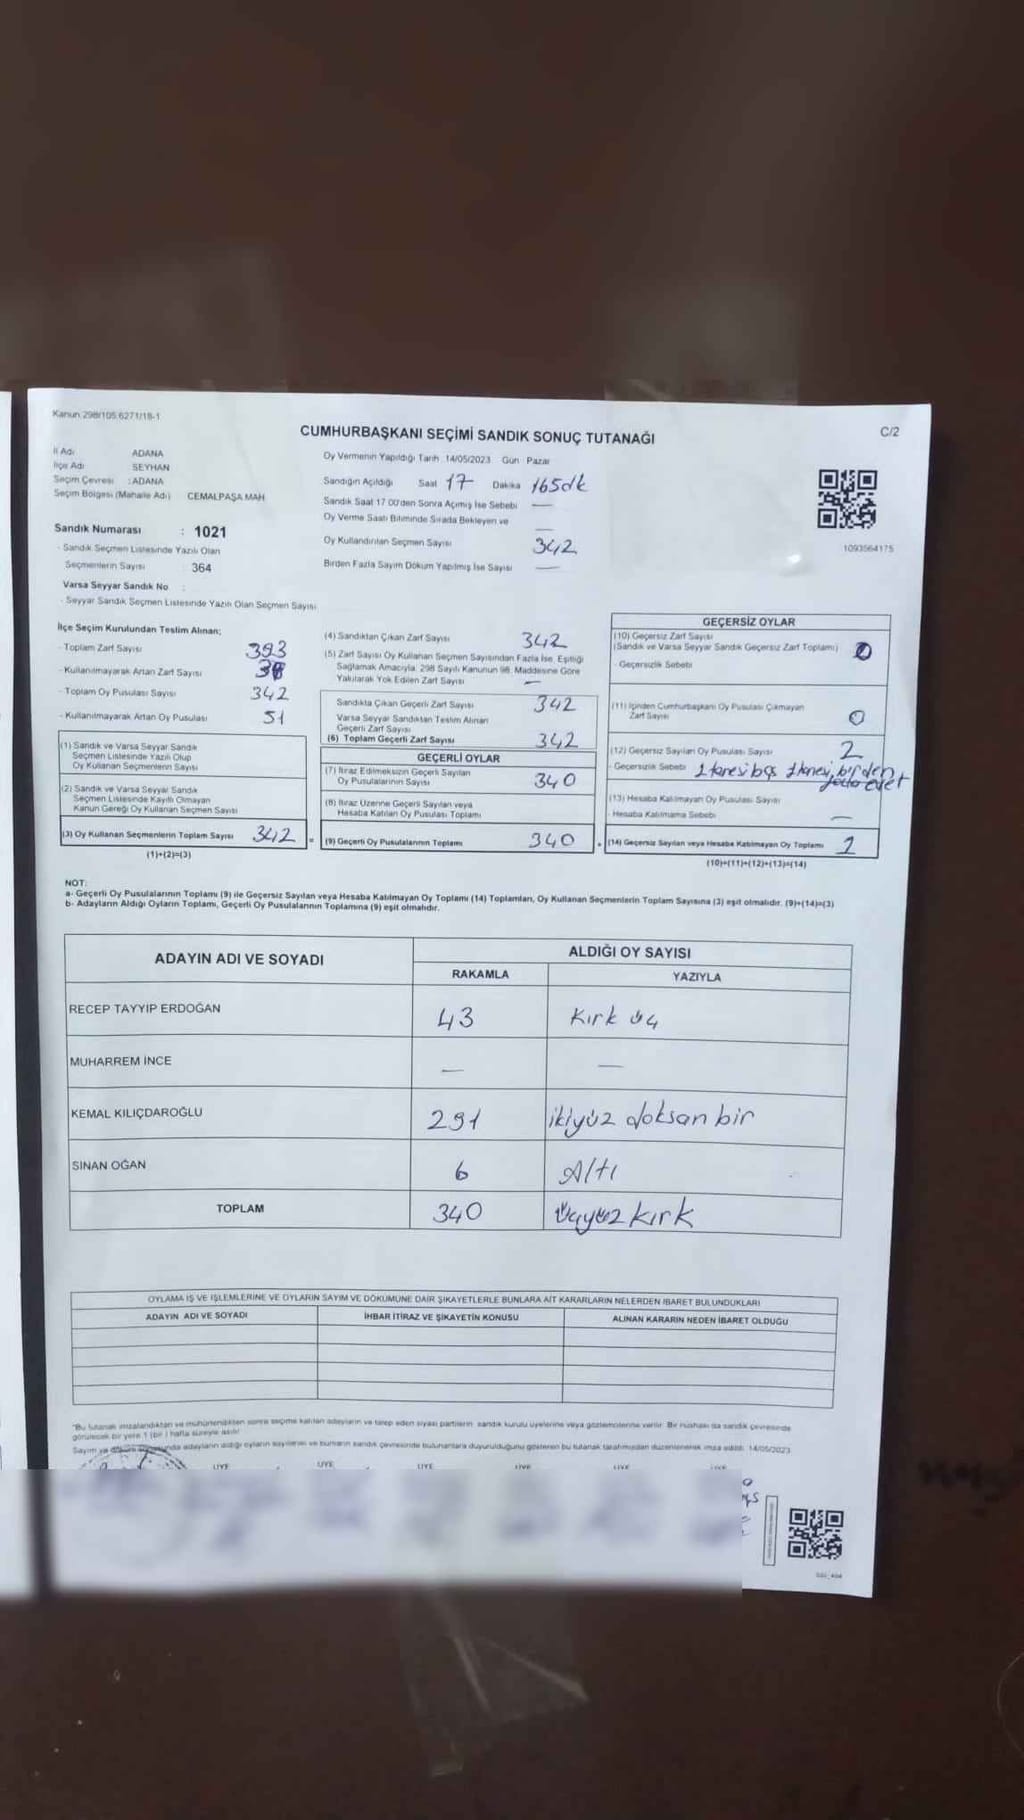 Kanun 298/105 6271/18-1
C/2
CUMHURBAŞKANI SEÇİMİ SANDIK SONUÇ TUTANAĞI
İl Adı ADANA
İlçe Adı SEYHAN
Seçim Çevresi :ADANA
Seçim Bölgesi (Mahalle Adı) CEMALPAŞA MAH
Sandık Numarası : 1021
- Sandık Seçmen Listesinde Yazılı Olan
Seçmenlerin Sayısı 364
Varsa Seyyar Sandık No :
- Seyyar Sandık Seçmen Listesinde Yazılı Olan Seçmen Sayısı
Oy Vermenin Yapıldığı Tarih :14/05/2023 Gün Pazar
Sandığın Açıldığı Saat 17 Dakika 165dk
Sandık Saat 17 00'den Sonra Açımış İse Sebebi —
Oy Verme Saati Bitiminde Sırada Bekleyen ve
Oy Kullandırılan Seçmen Sayısı 342
Birden Fazla Sayım Döküm Yapılmış İse Sayısı —
1093564175
İlçe Seçim Kurulundan Teslim Alınan;
- Toplam Zarf Sayısı 393
- Kullanılmayarak Artan Zarf Sayısı
- Toplam Oy Pusulası Sayısı 342
- Kullanılmayarak Artan Oy Pusulası 51
(1) Sandık ve Varsa Seyyar Sandık
Seçmen Listesinde Yazılı Olup
Oy Kullanan Seçmenlerin Sayısı
(2) Sandık ve Varsa Seyyar Sandık
Seçmen Listesinde Kayıtlı Olmayan
Kanun Gereği Oy Kullanan Seçmen Sayısı
(3) Oy Kullanan Seçmenlerin Toplam Sayısı 342
(1)+(2)=(3)
(4) Sandıktan Çıkan Zarf Sayısı 342
(5) Zarf Sayısı Oy Kullanan Seçmen Sayısından Fazla İse, Eşitliği
Sağlamak Amacıyla, 298 Sayılı Kanunun 98. Maddesine Göre
Yakılarak Yok Edilen Zarf Sayısı —
Sandıkta Çıkan Geçerli Zarf Sayısı 342
Varsa Seyyar Sandıktan Teslim Alınan
Geçerli Zarf Sayısı
(6) Toplam Geçerli Zarf Sayısı 342
GEÇERLİ OYLAR
(7) İtiraz Edilmeksizin Geçerli Sayılan
Oy Pusulalarının Sayısı 340
(8) İtiraz Üzerine Geçerli Sayılan veya
Hesaba Katılan Oy Pusulası Toplamı
(9) Geçerli Oy Pusulalarının Toplamı 340
GEÇERSİZ OYLAR
(10) Geçersiz Zarf Sayısı
(Sandık ve Varsa Seyyar Sandık Geçersiz Zarf Toplamı) 0
- Geçersizlik Sebebi
(11) İçinden Cumhurbaşkanı Oy Pusulası Çıkmayan
Zarf Sayısı 0
(12) Geçersiz Sayılan Oy Pusulası Sayısı 2
- Geçersizlik Sebebi 1 tanesi boş 1 tanesi birden
evet
(13) Hesaba Katılmayan Oy Pusulası Sayısı
- Hesaba Katılmama Sebebi —
(14) Geçersiz Sayılan veya Hesaba Katılmayan Oy Toplamı 2
(10)+(11)+(12)+(13)=(14)
NOT:
a- Geçerli Oy Pusulalarının Toplamı (9) ile Geçersiz Sayılan veya Hesaba Katılmayan Oy Toplamı (14) Toplamları, Oy Kullanan Seçmenlerin Toplam Sayısına (3) eşit olmalıdır. (9)+(14)=(3)
b- Adayların Aldığı Oyların Toplamı, Geçerli Oy Pusulalarının Toplamına (9) eşit olmalıdır.
ADAYIN ADI VE SOYADI ALDIĞI OY SAYISI
RAKAMLA YAZIYLA
RECEP TAYYİP ERDOĞAN 43 Kırk üç
MUHARREM İNCE — —
KEMAL KILIÇDAROĞLU 291 ikiyüz doksan bir
SİNAN OĞAN 6 Altı
TOPLAM 340 Üçyüz kırk
OYLAMA İŞ VE İŞLEMLERİNE VE OYLARIN SAYIM VE DÖKÜMÜNE DAİR ŞİKAYETLERLE BUNLARA AİT KARARLARIN NELERDEN İBARET BULUNDUKLARI
ADAYIN ADI VE SOYADI İHBAR İTİRAZ VE ŞİKAYETİN KONUSU ALINAN KARARIN NEDEN İBARET OLDUĞU
"Bu tutanak imzalandıktan ve mühürlendikten sonra seçime katılan adayların ve talep eden siyasi partilerin sandık kurulu üyelerine veya gözlemcilerine verilir. Bir nüshası da sandık çevresinde
görülecek bir yere 1 (bir ) hafta süreyle asılır
Sayım ve adayların aldığı oyların sayılarını ve bunların sandık çevresinde bulunanlara duyurulduğunu gösteren bu tutanak tarafımızdan düzenlenerek imza edildi. 14/05/2023
ÜYE ÜYE ÜYE ÜYE ÜYE